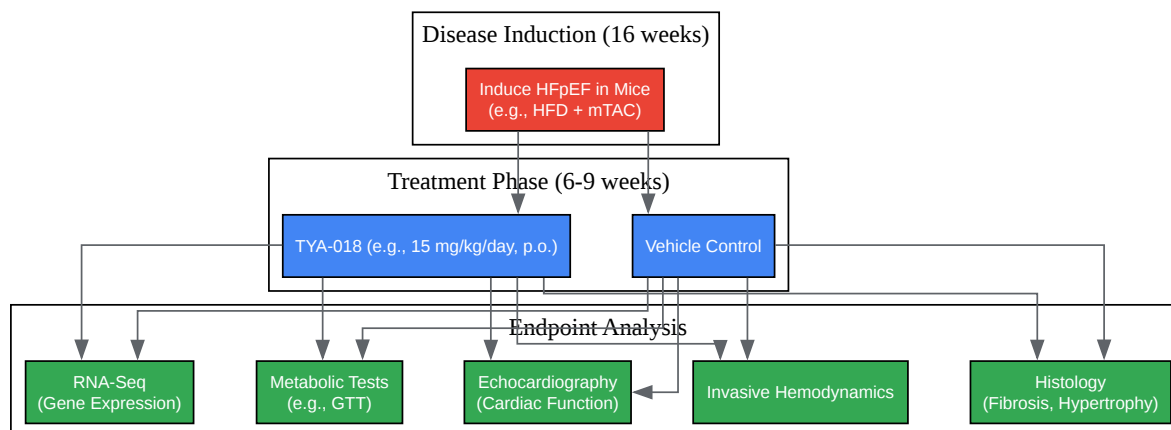 Disease Induction (16 weeks)
Induce HFpEF in Mice
(e.g., HFD + mTAC)
Treatment Phase (6-9 weeks)
TYA-018 (e.g., 15 mg/kg/day, p.o.)
Vehicle Control
Endpoint Analysis
RNA-Seq
(Gene Expression)
Metabolic Tests
(e.g., GTT)
Echocardiography
(Cardiac Function)
Invasive Hemodynamics
Histology
(Fibrosis, Hypertrophy)